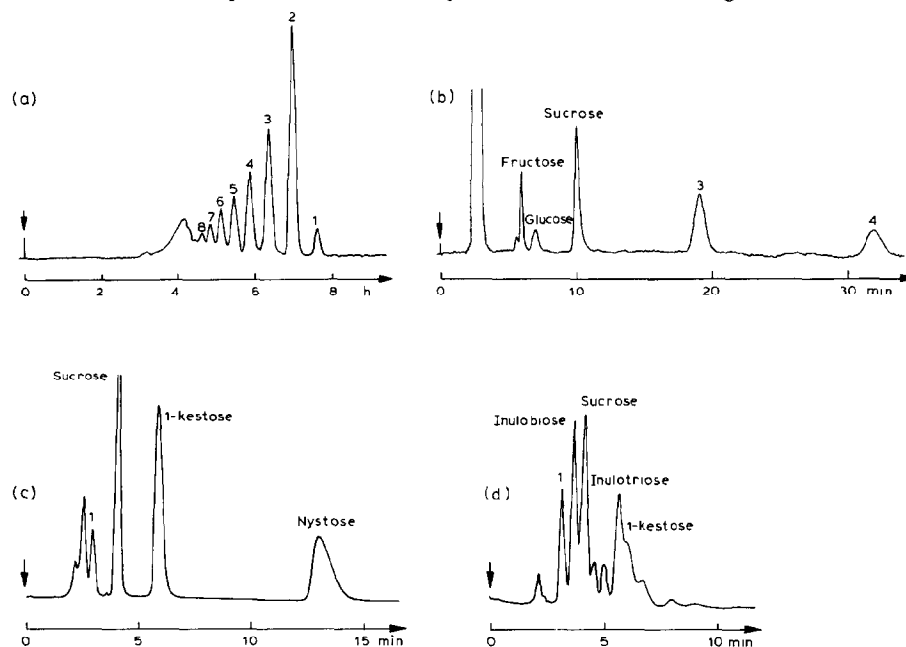 (a)
2
3
4
5
6
7
8
1
0 2 4 6 8 h
(b)
Sucrose
Fructose
Glucose
3
4
0 10 20 30 min
(c)
Sucrose
1
1-kestose
Nystose
0 5 10 15 min
(d)
Sucrose
Inulobiose
1
Inulotriose
1-kestose
0 5 10 min